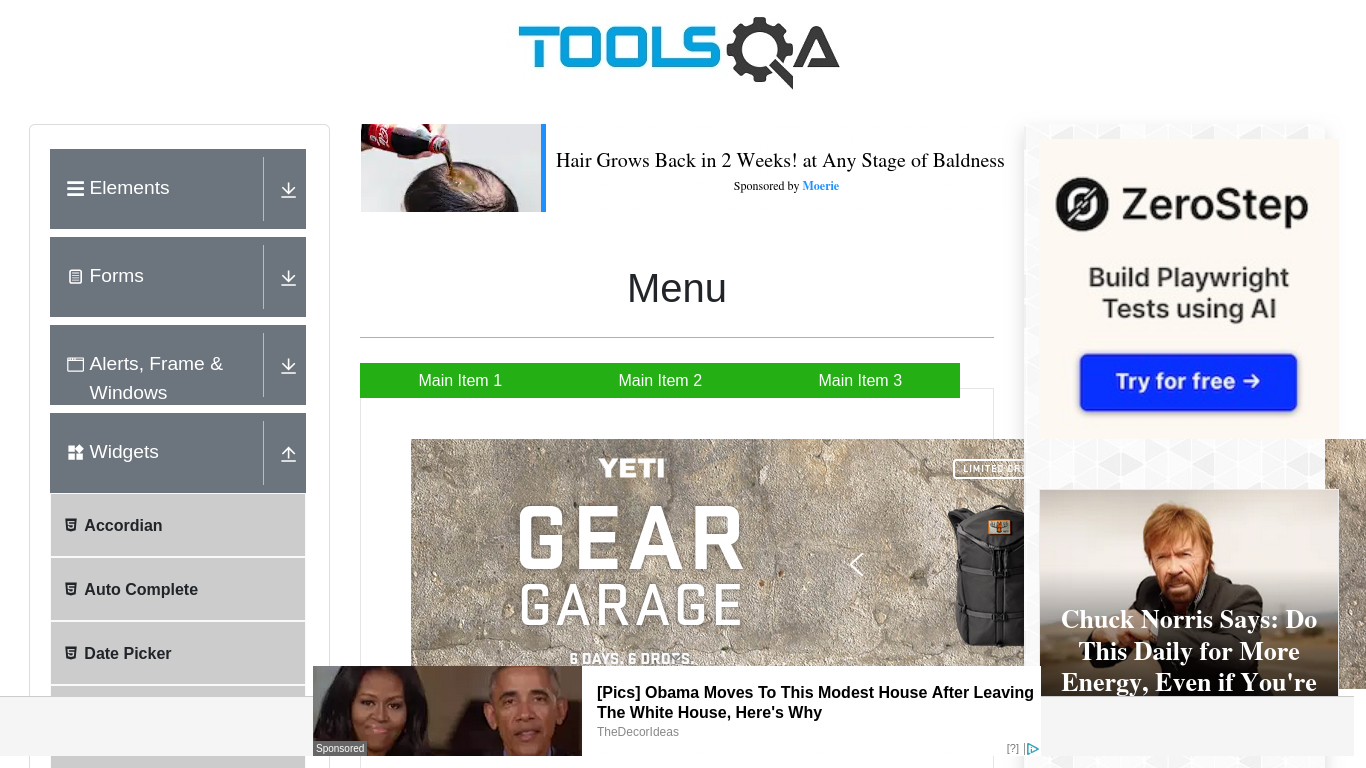 TOOLSQA
Elements
Forms
Alerts, Frame &
Windows
Widgets
Accordian
Auto Complete
Date Picker
Hair Grows Back in 2 Weeks! at Any Stage of Baldness
Sponsored by Moerie
Menu
Main Item 1
Main Item 2
Main Item 3
YETI
LIMITED
GEAR
GARAGE
6 DAYS. 6 DROPS.
[Pics] Obama Moves To This Modest House After Leaving
The White House, Here's Why
TheDecorIdeas
Sponsored
[?]
ZeroStep
Build Playwright
Tests using AI
Try for free →
Chuck Norris Says: Do
This Daily for More
Energy, Even if You're